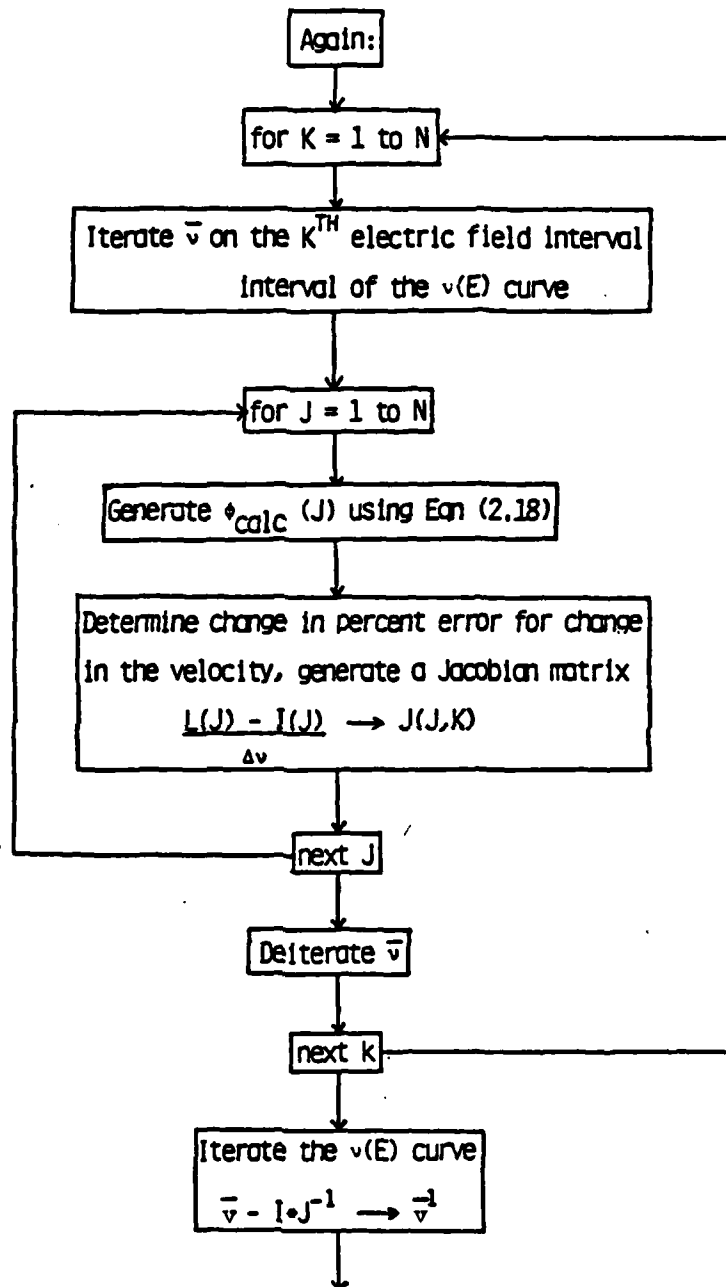 Again:
for K = 1 to N
Iterate v̅ on the Kᵀᴴ electric field interval
interval of the v(E) curve
for J = 1 to N
Generate ϕcalc (J) using Eqn (2.18)
Determine change in percent error for change
in the velocity, generate a Jacobian matrix
L(J) - I(J) → J(J,K)
Δv
next J
Deiterate v̅
next k
Iterate the v(E) curve
v̅ - I•J⁻¹ → v̅¹